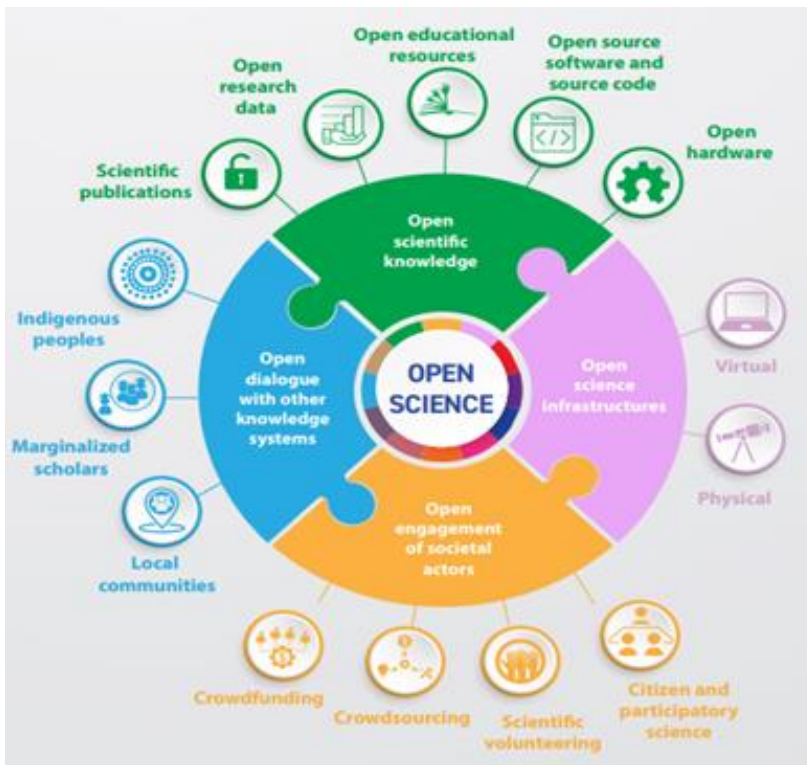 Open educational
resources
Open source
software and
source code
Open
research
data
Open
hardware
Scientific
publications
Open
scientific
knowledge
Indigenous
peoples
Open
dialogue
with other
knowledge
systems
OPEN
SCIENCE
Open
science
infrastructures
Virtual
Marginalized
scholars
Physical
Open
engagement
of societal
actors
Local
communities
Crowdfunding
Crowdsourcing
Scientific
volunteering
Citizen and
participatory
science